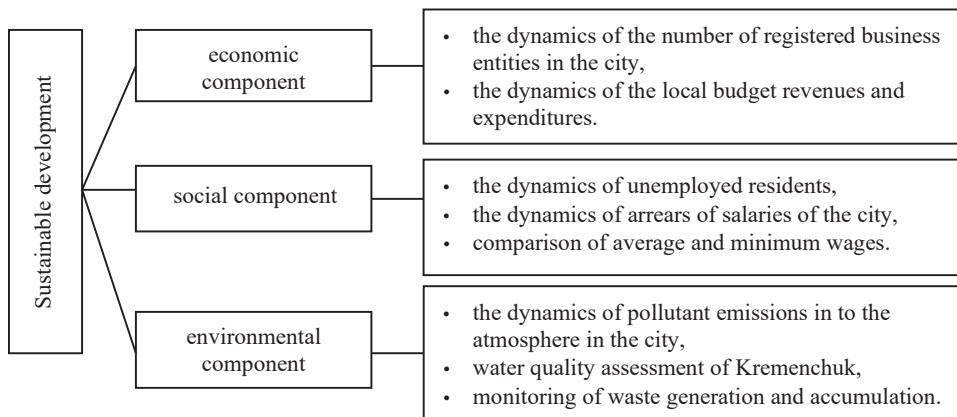 Sustainable development
economic
component
• the dynamics of the number of registered business
entities in the city,
• the dynamics of the local budget revenues and
expenditures.
social component
• the dynamics of unemployed residents,
• the dynamics of arrears of salaries of the city,
• comparison of average and minimum wages.
environmental
component
• the dynamics of pollutant emissions in to the
atmosphere in the city,
• water quality assessment of Kremenchuk,
• monitoring of waste generation and accumulation.